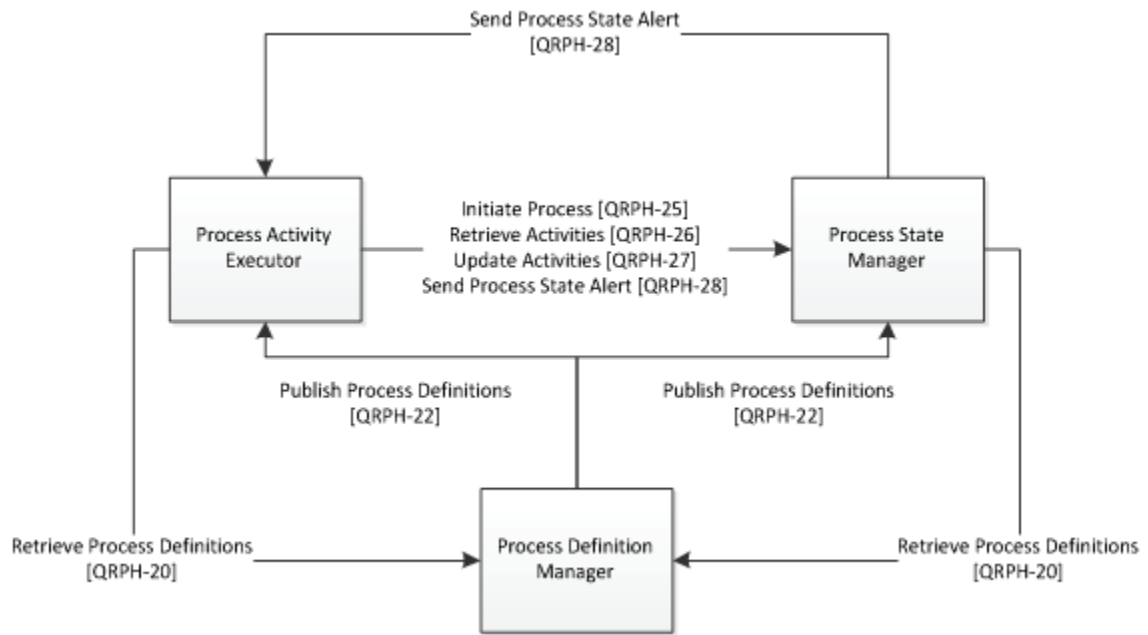 Send Process State Alert
[QRPH-28]
Process Activity
Executor
Initiate Process [QRPH-25]
Retrieve Activities [QRPH-26]
Update Activities [QRPH-27]
Send Process State Alert [QRPH-28]
Process State
Manager
Publish Process Definitions
[QRPH-22]
Publish Process Definitions
[QRPH-22]
Retrieve Process Definitions
[QRPH-20]
Process Definition
Manager
Retrieve Process Definitions
[QRPH-20]